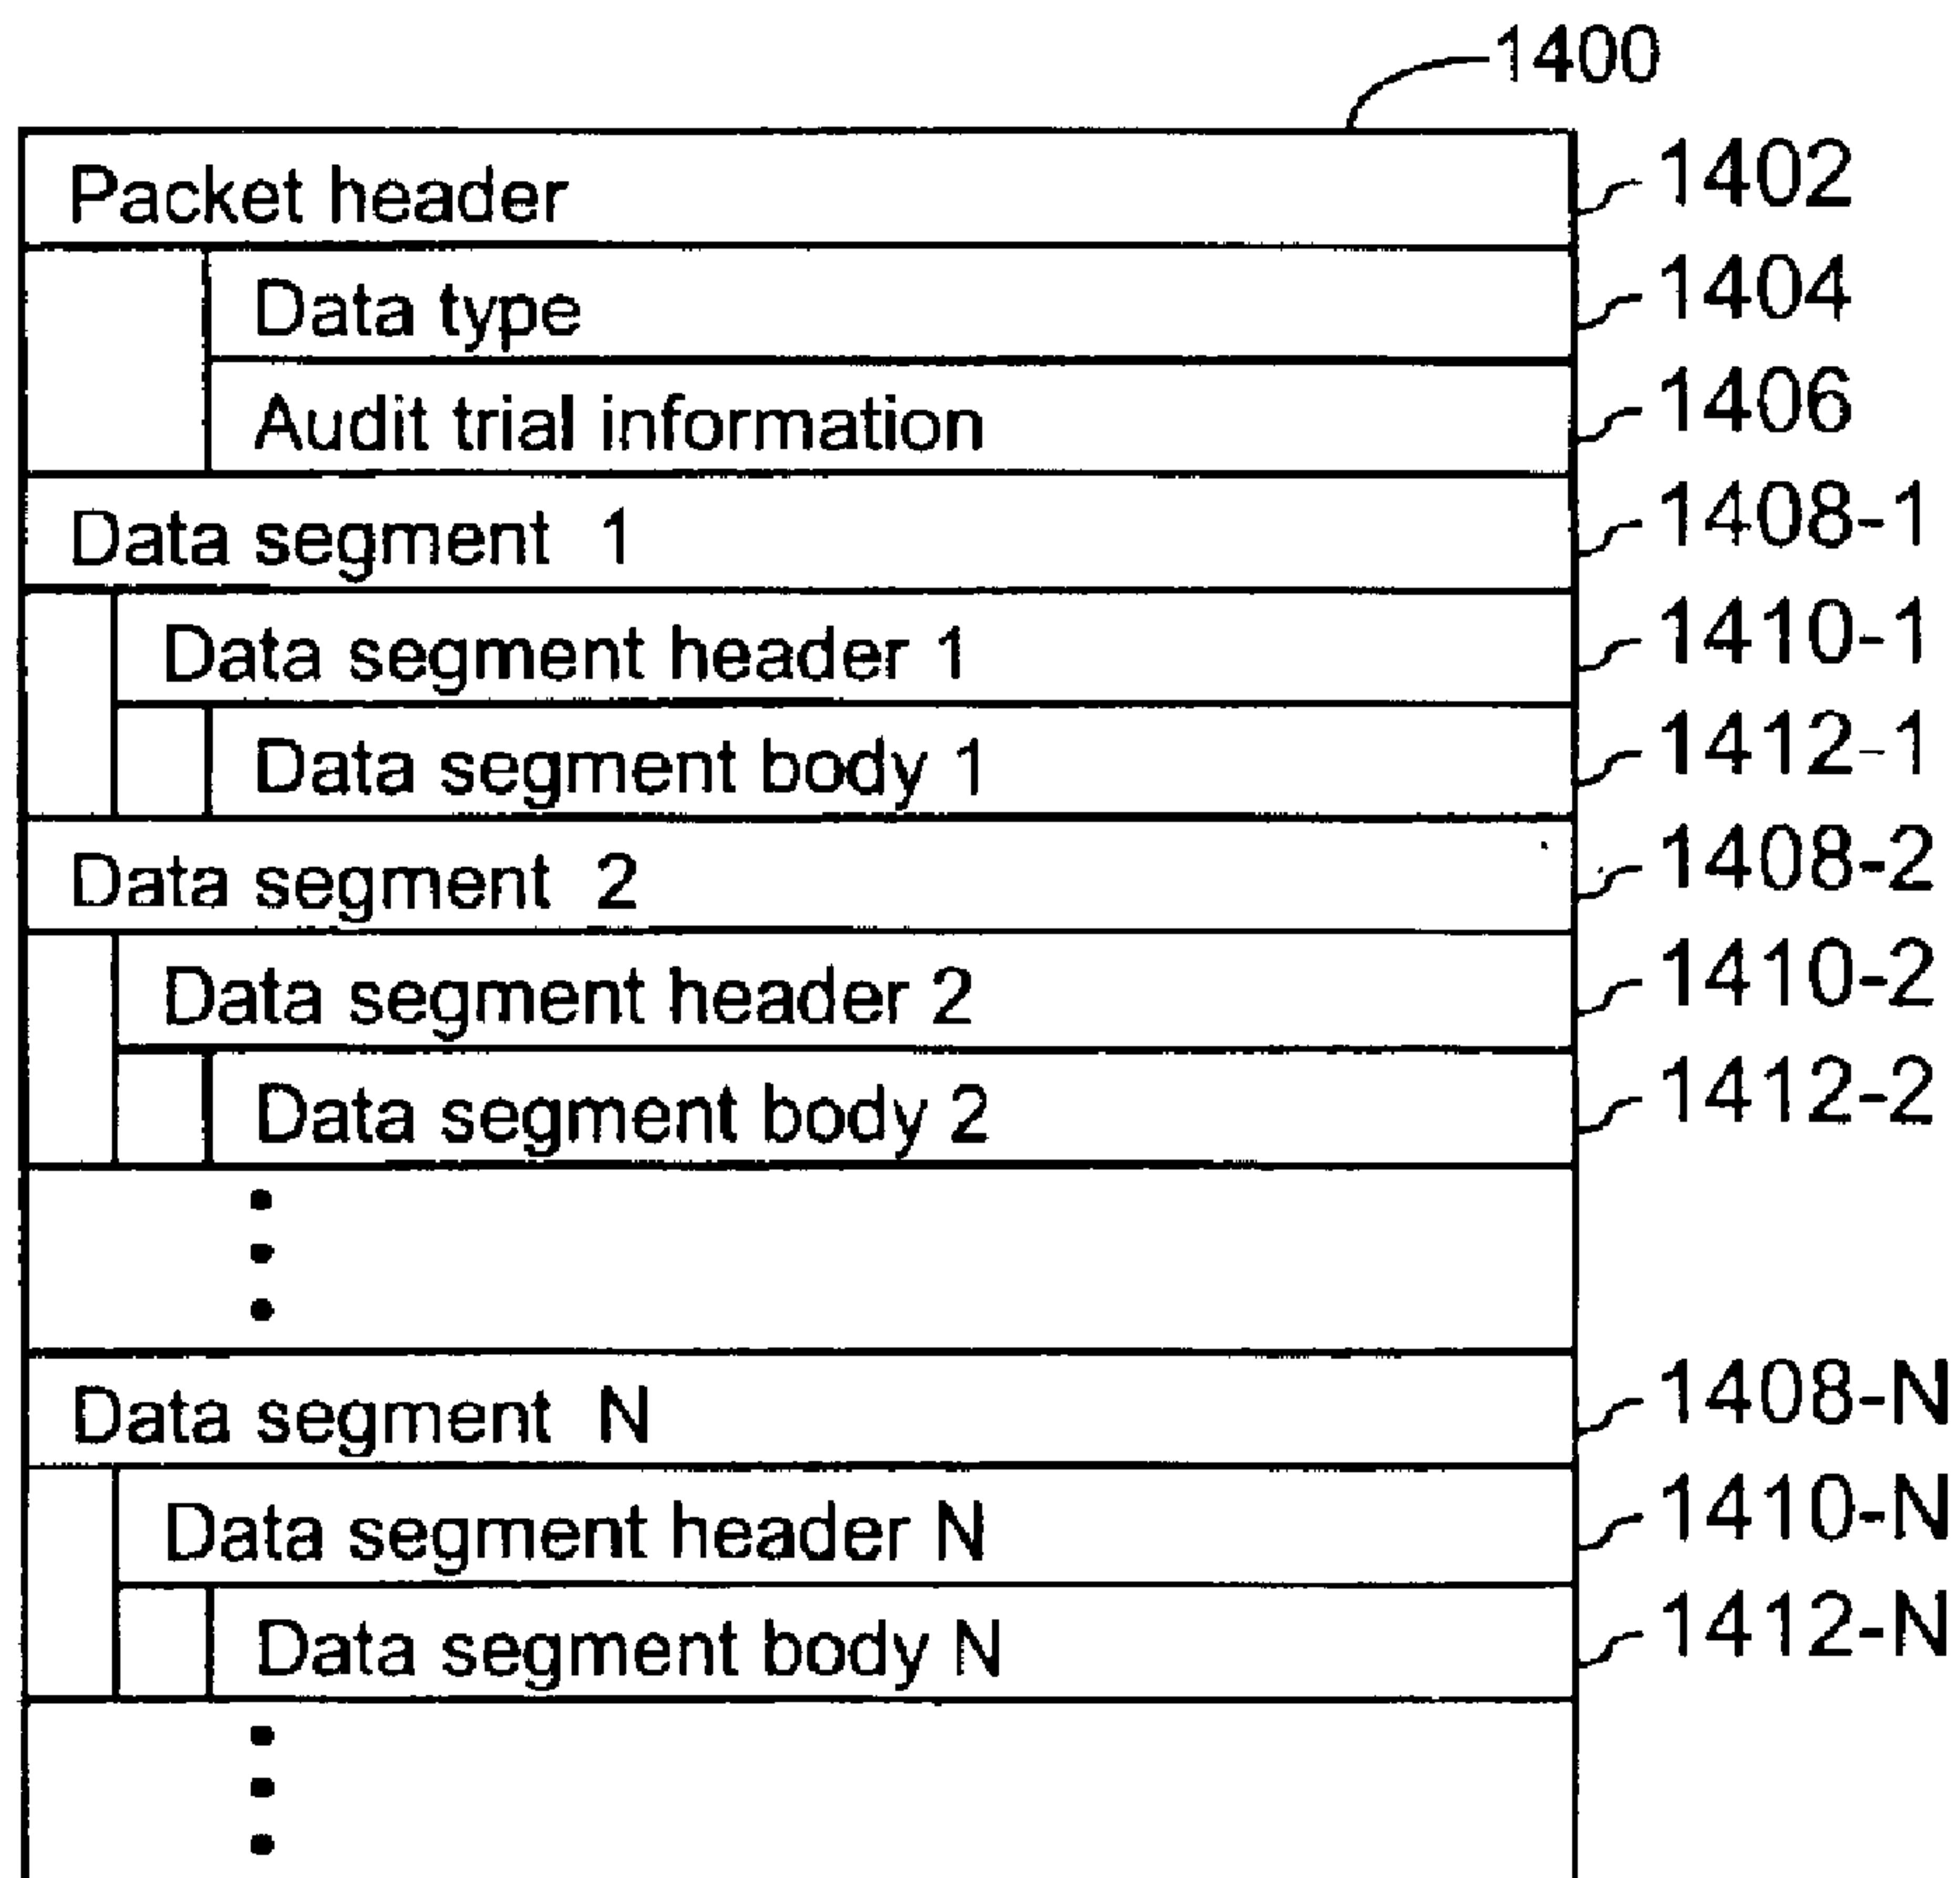 1400
Packet header 1402
Data type 1404
Audit trial information 1406
Data segment 1 1408-1
Data segment header 1 1410-1
Data segment body 1 1412-1
Data segment 2 1408-2
Data segment header 2 1410-2
Data segment body 2 1412-2
Data segment N 1408-N
Data segment header N 1410-N
Data segment body N 1412-N